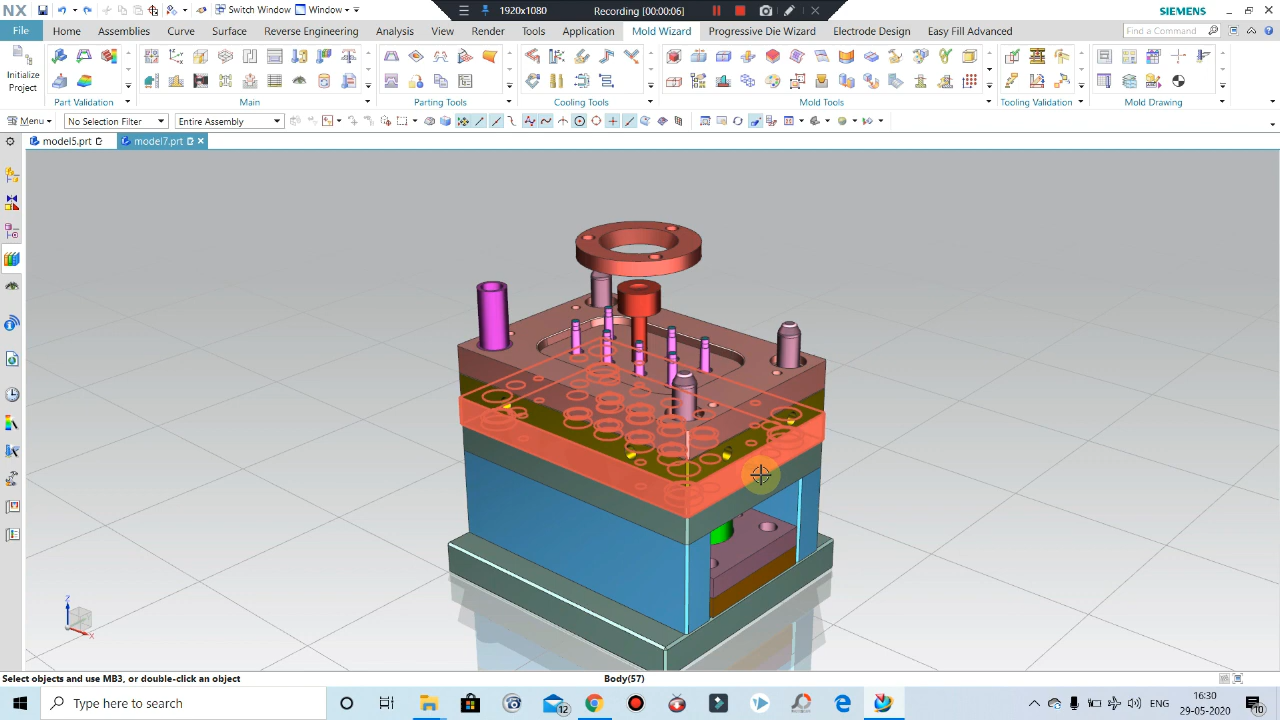 NX Switch Window Window 1920x1080 Recording [00:00:06] SIEMENS
File Assemblies Curve Surface Reverse Engineering Analysis Render Tools Application Mold Wizard Progressive Die Wizard Electrode Design Easy Fill Advanced Find a Command
Initialize
Project
Part Validation Main Parting Tools Cooling Tools Mold Tools Tooling Validation Mold Drawing
Menu No Selection Filter Entire Assembly
model5.prt model7.prt
Z
X
Select objects and use MB3, or double-click an object Body(57)
Type here to search 12 16:30
29-05-2020 10